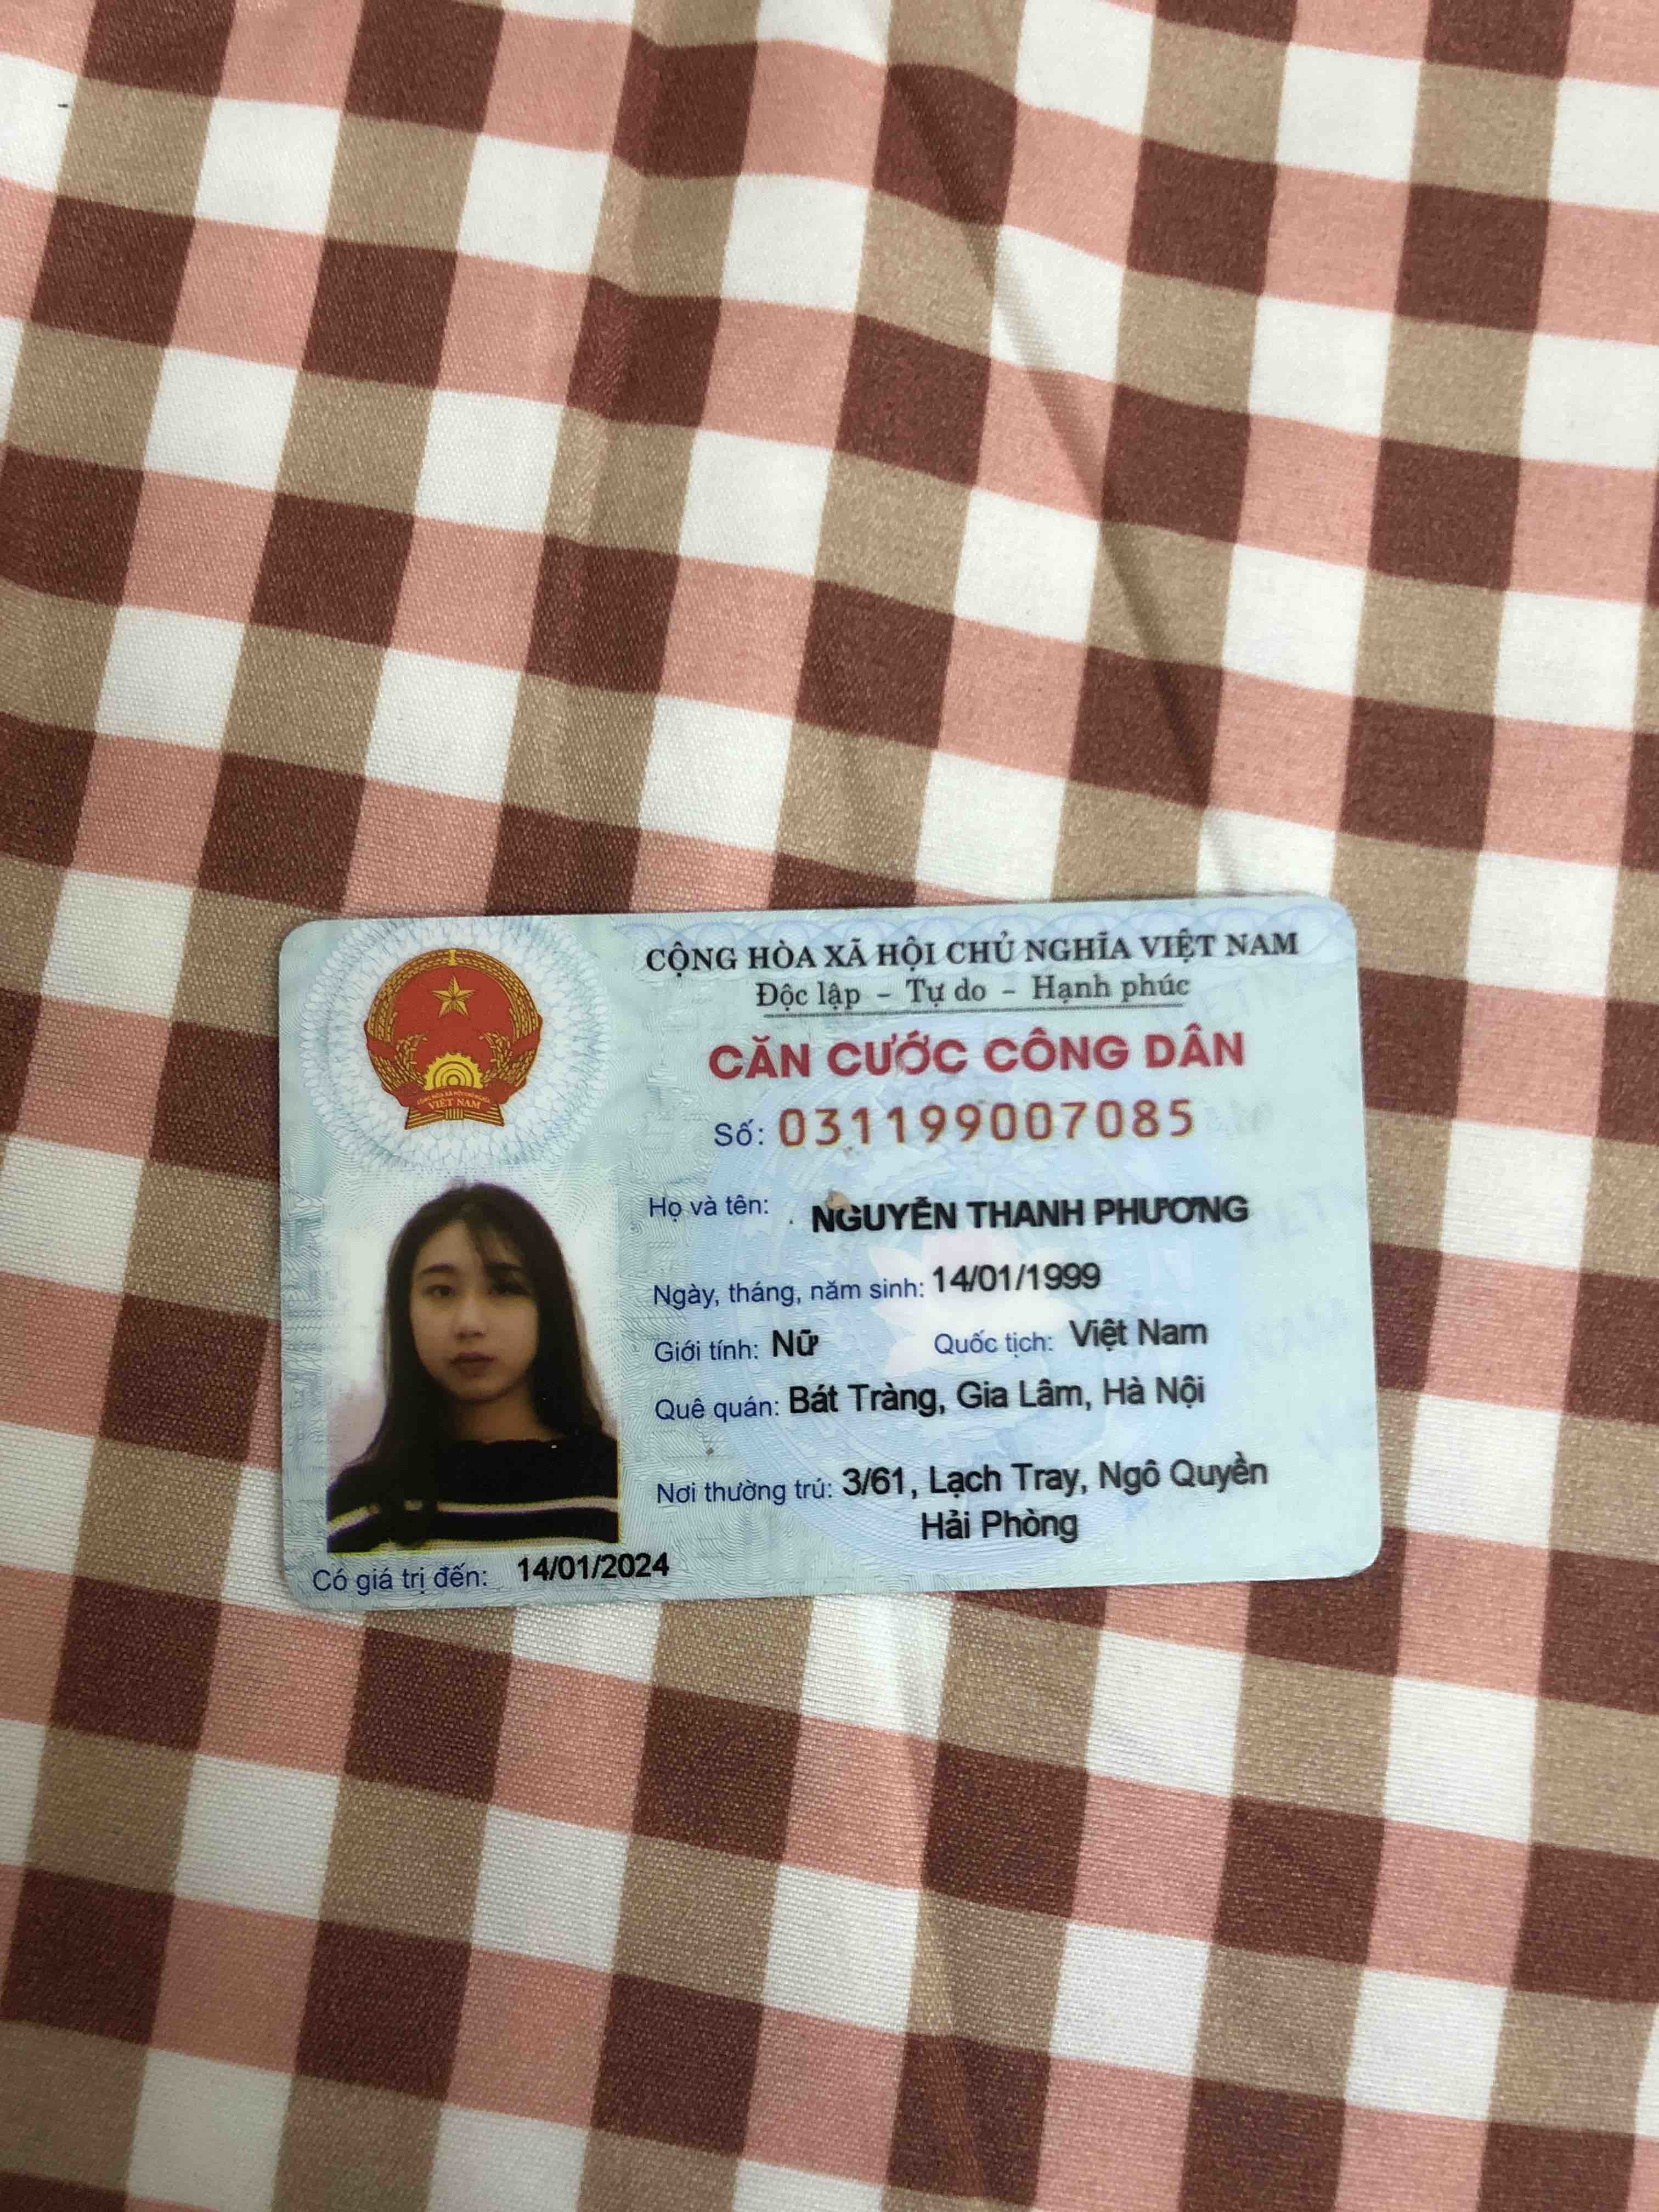 CỘNG HÒA XÃ HỘI CHỦ NGHĨA VIỆT NAM
Độc lập – Tự do – Hạnh phúc
CĂN CƯỚC CÔNG DÂN
Số: 031199007085
Họ và tên: NGUYỄN THANH PHƯƠNG
Ngày, tháng, năm sinh: 14/01/1999
Giới tính: Nữ Quốc tịch: Việt Nam
Quê quán: Bát Tràng, Gia Lâm, Hà Nội
Nơi thường trú: 3/61, Lạch Tray, Ngô Quyền
Hải Phòng
Có giá trị đến: 14/01/2024
VIỆT NAM